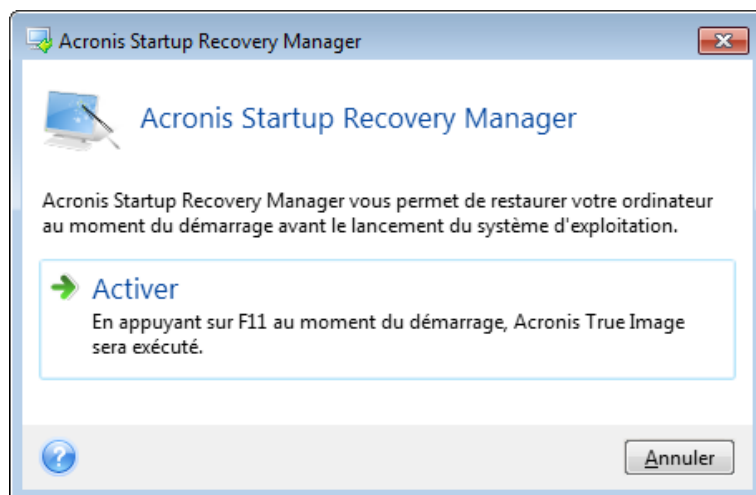 Acronis Startup Recovery Manager
Acronis Startup Recovery Manager
Acronis Startup Recovery Manager vous permet de restaurer votre ordinateur
au moment du démarrage avant le lancement du système d'exploitation.
Activer
En appuyant sur F11 au moment du démarrage, Acronis True Image
sera exécuté.
?
Annuler